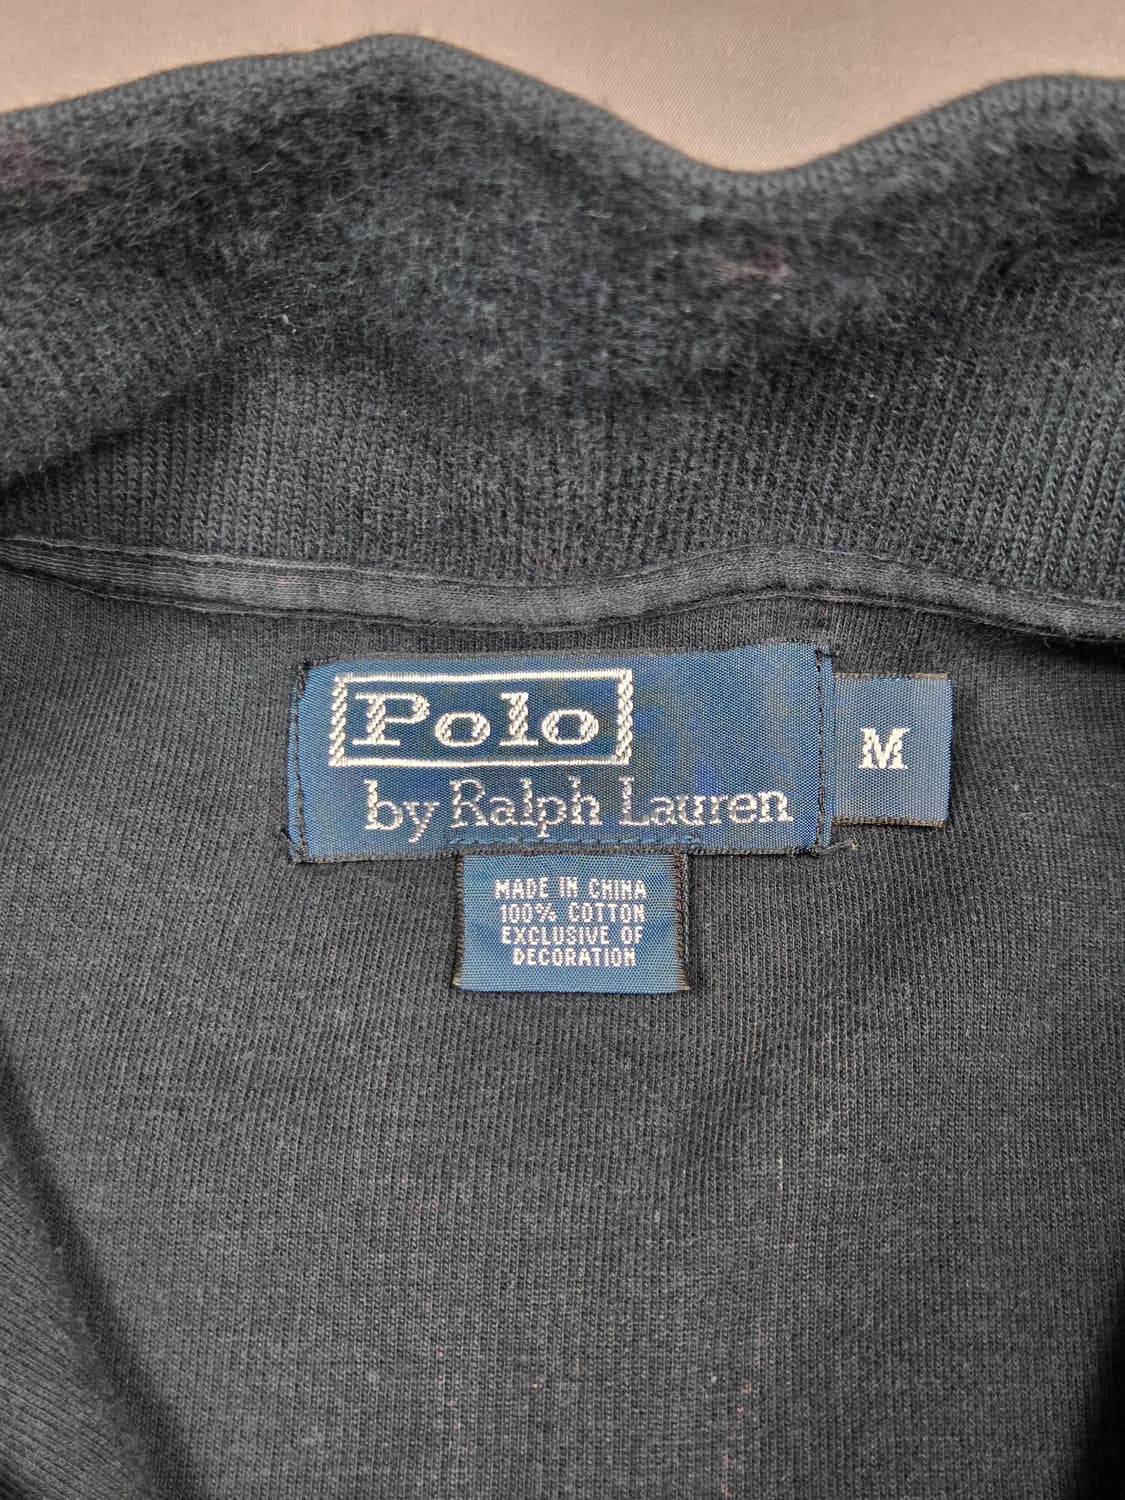 Polo
by Ralph Lauren
M
MADE IN CHINA
100% COTTON
EXCLUSIVE OF
DECORATION